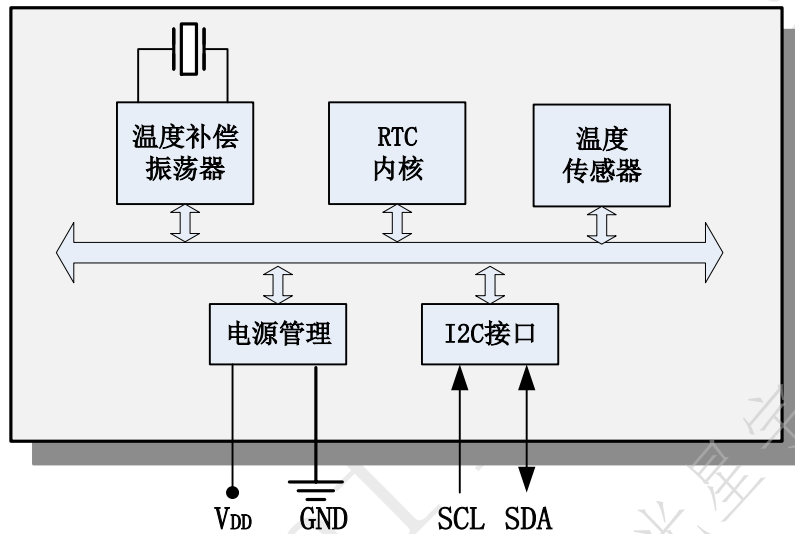 温度补偿
振荡器
RTC
内核
温度
传感器
电源管理
I2C接口
VDD
GND
SCL
SDA